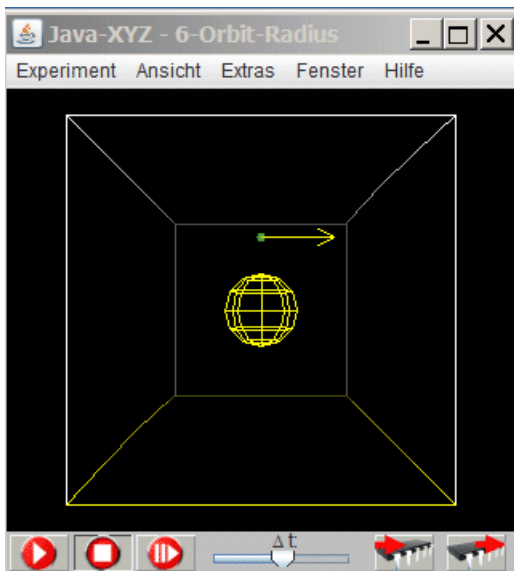 Java-XYZ - 6-Orbit-Radius
Experiment Ansicht Extras Fenster Hilfe
Δt